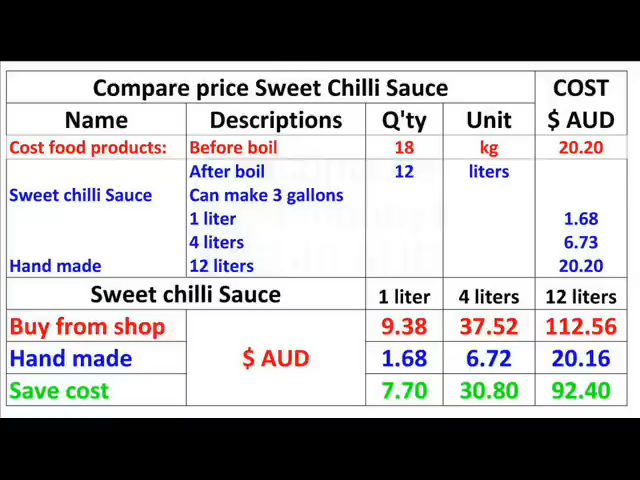 Compare price Sweet Chilli Sauce COST
Name Descriptions Q'ty Unit $ AUD
Cost food products: Before boil 18 kg 20.20
After boil 12 liters
Sweet chilli Sauce Can make 3 gallons
1 liter 1.68
4 liters 6.73
Hand made 12 liters 20.20
Sweet chilli Sauce 1 liter 4 liters 12 liters
Buy from shop 9.38 37.52 112.56
Hand made $ AUD 1.68 6.72 20.16
Save cost 7.70 30.80 92.40